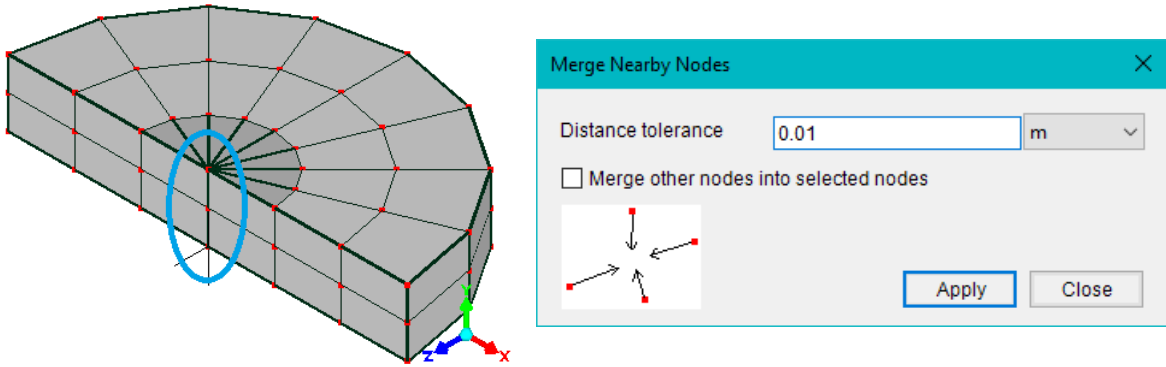 Merge Nearby Nodes
Distance tolerance 0.01 m
Merge other nodes into selected nodes
Apply Close
Y
Z X